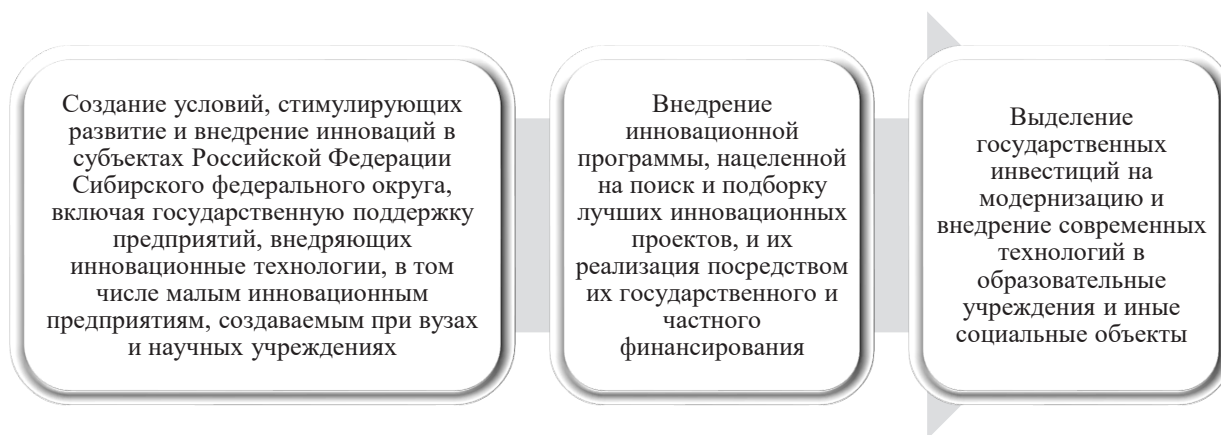 Создание условий, стимулирующих
развитие и внедрение инноваций в
субъектах Российской Федерации
Сибирского федерального округа,
включая государственную поддержку
предприятий, внедряющих
инновационные технологии, в том
числе малым инновационным
предприятиям, создаваемым при вузах
и научных учреждениях
Внедрение
инновационной
программы, нацеленной
на поиск и подборку
лучших инновационных
проектов, и их
реализация посредством
их государственного и
частного
финансирования
Выделение
государственных
инвестиций на
модернизацию и
внедрение современных
технологий в
образовательные
учреждения и иные
социальные объекты